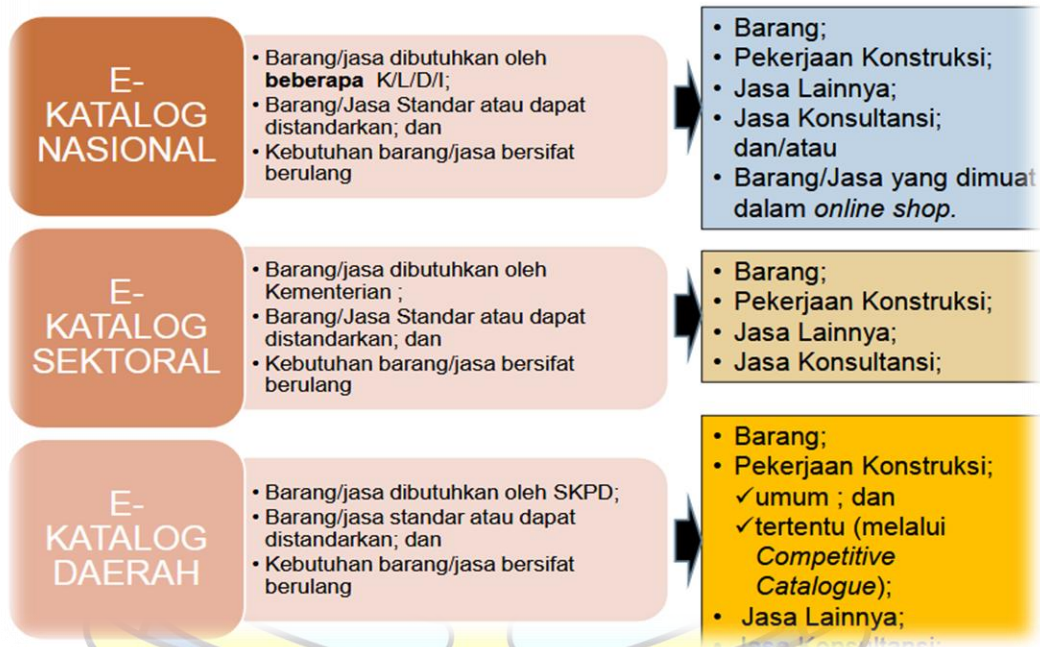 E-
KATALOG
NASIONAL
• Barang/jasa dibutuhkan oleh
beberapa K/L/D/I;
• Barang/Jasa Standar atau dapat
distandarkan; dan
• Kebutuhan barang/jasa bersifat
berulang
• Barang;
• Pekerjaan Konstruksi;
• Jasa Lainnya;
• Jasa Konsultansi;
dan/atau
• Barang/Jasa yang dimuat
dalam online shop.
E-
KATALOG
SEKTORAL
• Barang/jasa dibutuhkan oleh
Kementerian ;
• Barang/Jasa Standar atau dapat
distandarkan; dan
• Kebutuhan barang/jasa bersifat
berulang
• Barang;
• Pekerjaan Konstruksi;
• Jasa Lainnya;
• Jasa Konsultansi;
E-
KATALOG
DAERAH
• Barang/jasa dibutuhkan oleh SKPD;
• Barang/jasa standar atau dapat
distandarkan; dan
• Kebutuhan barang/jasa bersifat
berulang
• Barang;
• Pekerjaan Konstruksi;
✓umum ; dan
✓tertentu (melalui
Competitive
Catalogue);
• Jasa Lainnya;
• Jasa Konsultansi;